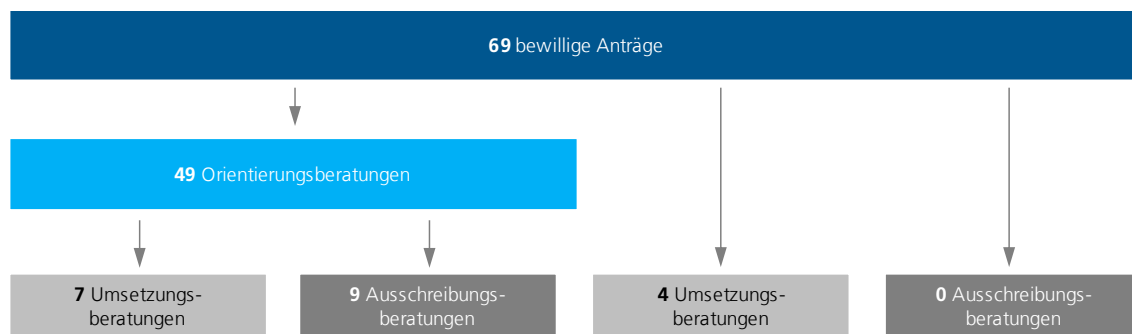 69 bewillige Anträge
49 Orientierungsberatungen
7 Umsetzungs-
beratungen
9 Ausschreibungs-
beratungen
4 Umsetzungs-
beratungen
0 Ausschreibungs-
beratungen